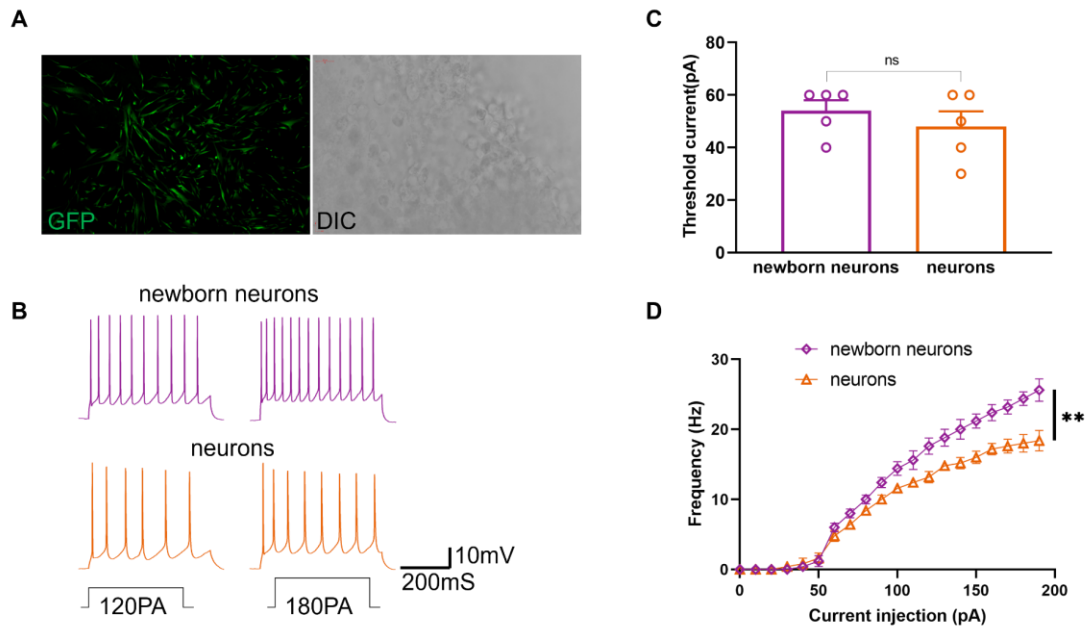 A
GFP
DIC
B
newborn neurons
neurons
10mV
200mS
120PA
180PA
C
Threshold current(pA)
80
60
40
20
0
ns
newborn neurons
neurons
D
newborn neurons
neurons
Frequency (Hz)
30
20
10
0
**
0
50
100
150
200
Current injection (pA)